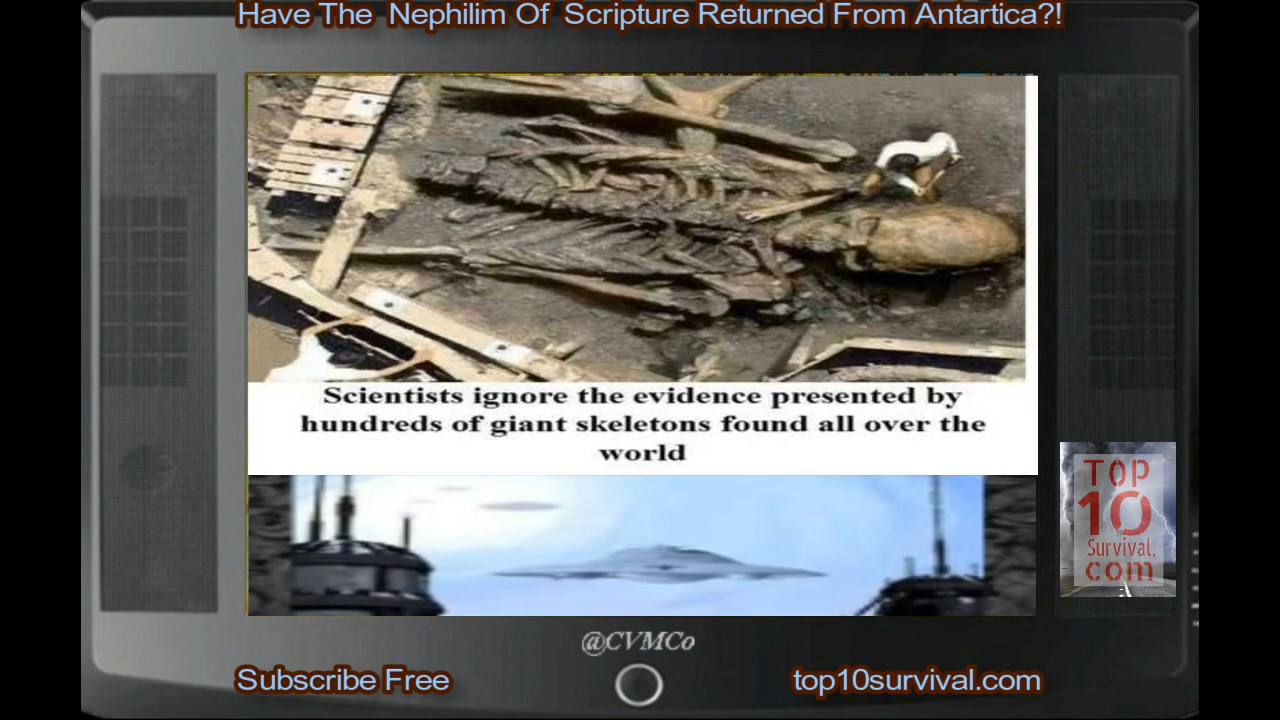 Have The Nephilim Of Scripture Returned From Antartica?!
Scientists ignore the evidence presented by
hundreds of giant skeletons found all over the
world
TOP
10
Survival.
com
@CVMCo
Subscribe Free
top10survival.com